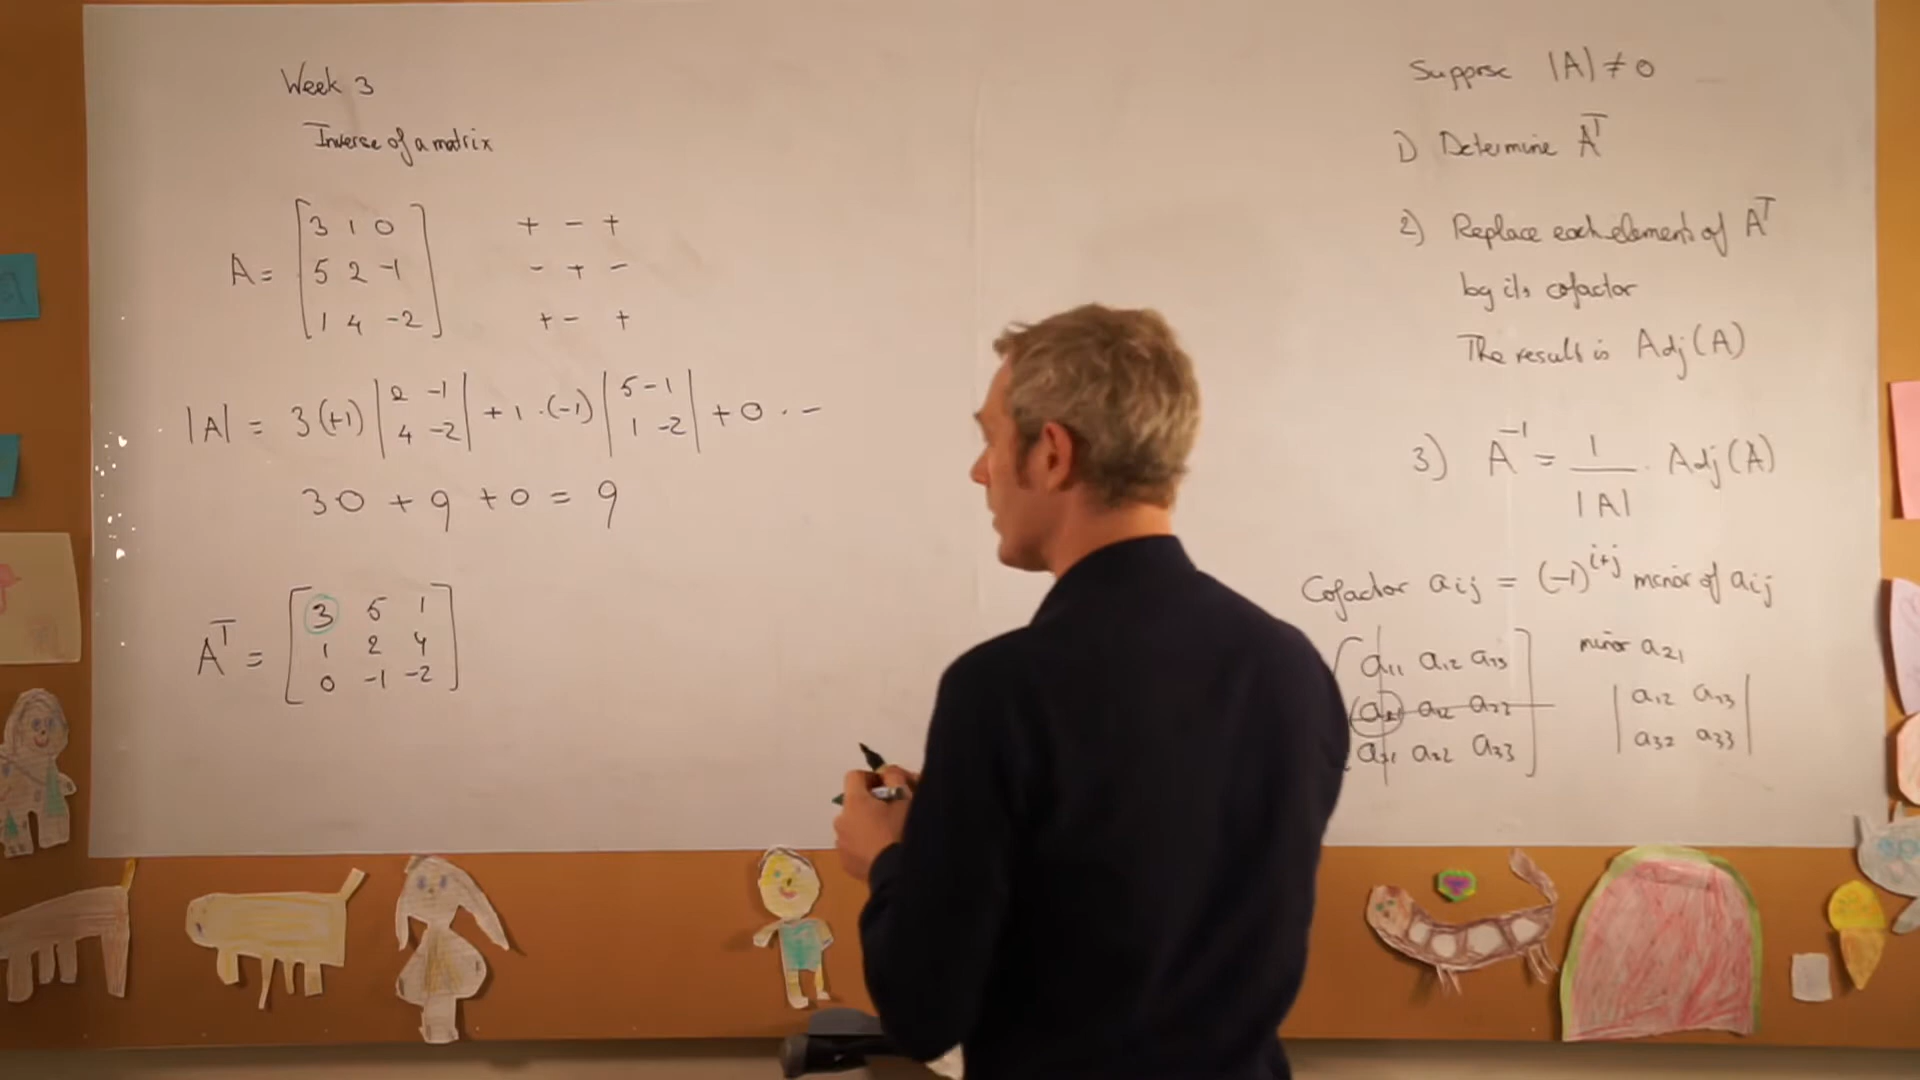 Week 3
Inverse of a matrix
A = [3 1 0
5 2 -1
1 4 -2]
+ - +
- + -
+ - +
|A| = 3(+1) |2 -1
4 -2| + 1 · (-1) |5 -1
1 -2| + 0 · -
30 + 9 + 0 = 9
A^T = [3 5 1
1 2 4
0 -1 -2]
Suppose |A| ≠ 0
1) Determine A^T
2) Replace each element of A^T
by its cofactor
The result is Adj(A)
3) A^-1 = 1/|A| · Adj(A)
Cofactor aij = (-1)^i+j minor of aij
[a11 a12 a13
a31 a32 a33]
minor a21
|a12 a13
a32 a33|